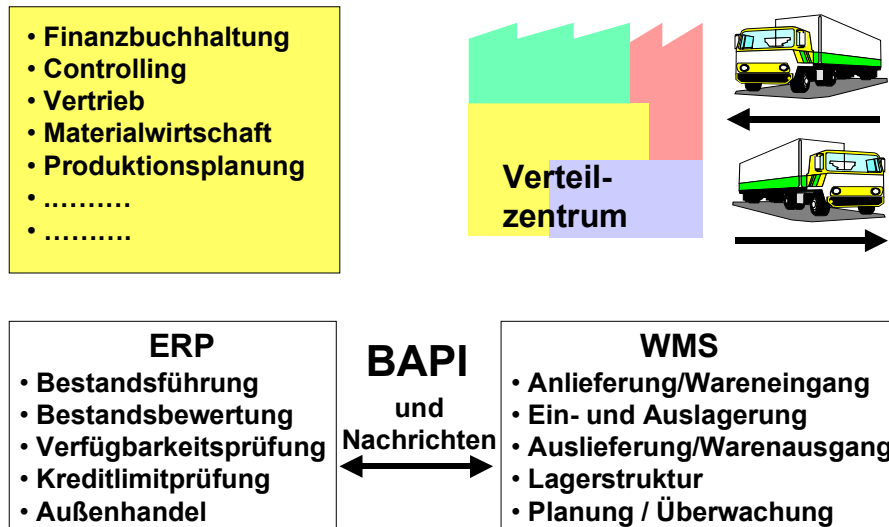 • Finanzbuchhaltung
• Controlling
• Vertrieb
• Materialwirtschaft
• Produktionsplanung
• ..........
• ..........
Verteil-
zentrum
ERP
• Bestandsführung
• Bestandsbewertung
• Verfügbarkeitsprüfung
• Kreditlimitprüfung
• Außenhandel
BAPI
und
Nachrichten
WMS
• Anlieferung/Wareneingang
• Ein- und Auslagerung
• Auslieferung/Warenausgang
• Lagerstruktur
• Planung / Überwachung